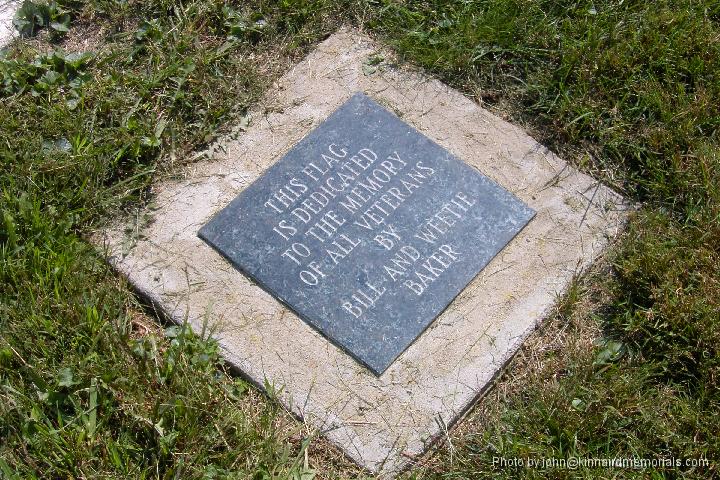 THIS FLAG
IS DEDICATED
TO THE MEMORY
OF ALL VETERANS
BY
BILL AND WEETIE
BAKER
Photo by john@kinnairdmemorials.com